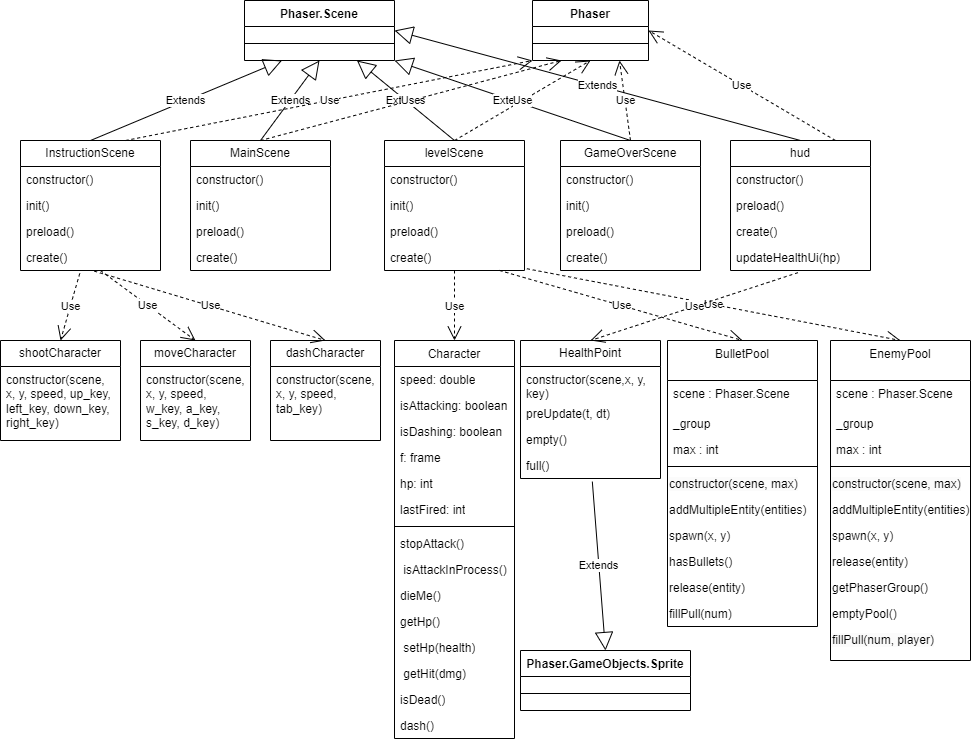 Phaser.Scene
Phaser
Extends
Extends
Use
ExtUses
ExteUse
Extends
Use
Use
InstructionScene
constructor()
init()
preload()
create()
MainScene
constructor()
init()
preload()
create()
levelScene
constructor()
init()
preload()
create()
GameOverScene
constructor()
init()
preload()
create()
hud
constructor()
preload()
create()
updateHealthUi(hp)
Use
Use
Use
Use
Use
Use
Use
shootCharacter
constructor(scene,
x, y, speed, up_key,
left_key, down_key,
right_key)
moveCharacter
constructor(scene,
x, y, speed,
w_key, a_key,
s_key, d_key)
dashCharacter
constructor(scene,
x, y, speed,
tab_key)
Character
speed: double
isAttacking: boolean
isDashing: boolean
f: frame
hp: int
lastFired: int
stopAttack()
isAttackInProcess()
dieMe()
getHp()
setHp(health)
getHit(dmg)
isDead()
dash()
HealthPoint
constructor(scene,x, y,
key)
preUpdate(t, dt)
empty()
full()
Extends
Phaser.GameObjects.Sprite
BulletPool
scene : Phaser.Scene
_group
max : int
constructor(scene, max)
addMultipleEntity(entities)
spawn(x, y)
hasBullets()
release(entity)
fillPull(num)
EnemyPool
scene : Phaser.Scene
_group
max : int
constructor(scene, max)
addMultipleEntity(entities)
spawn(x, y)
release(entity)
getPhaserGroup()
emptyPool()
fillPull(num, player)